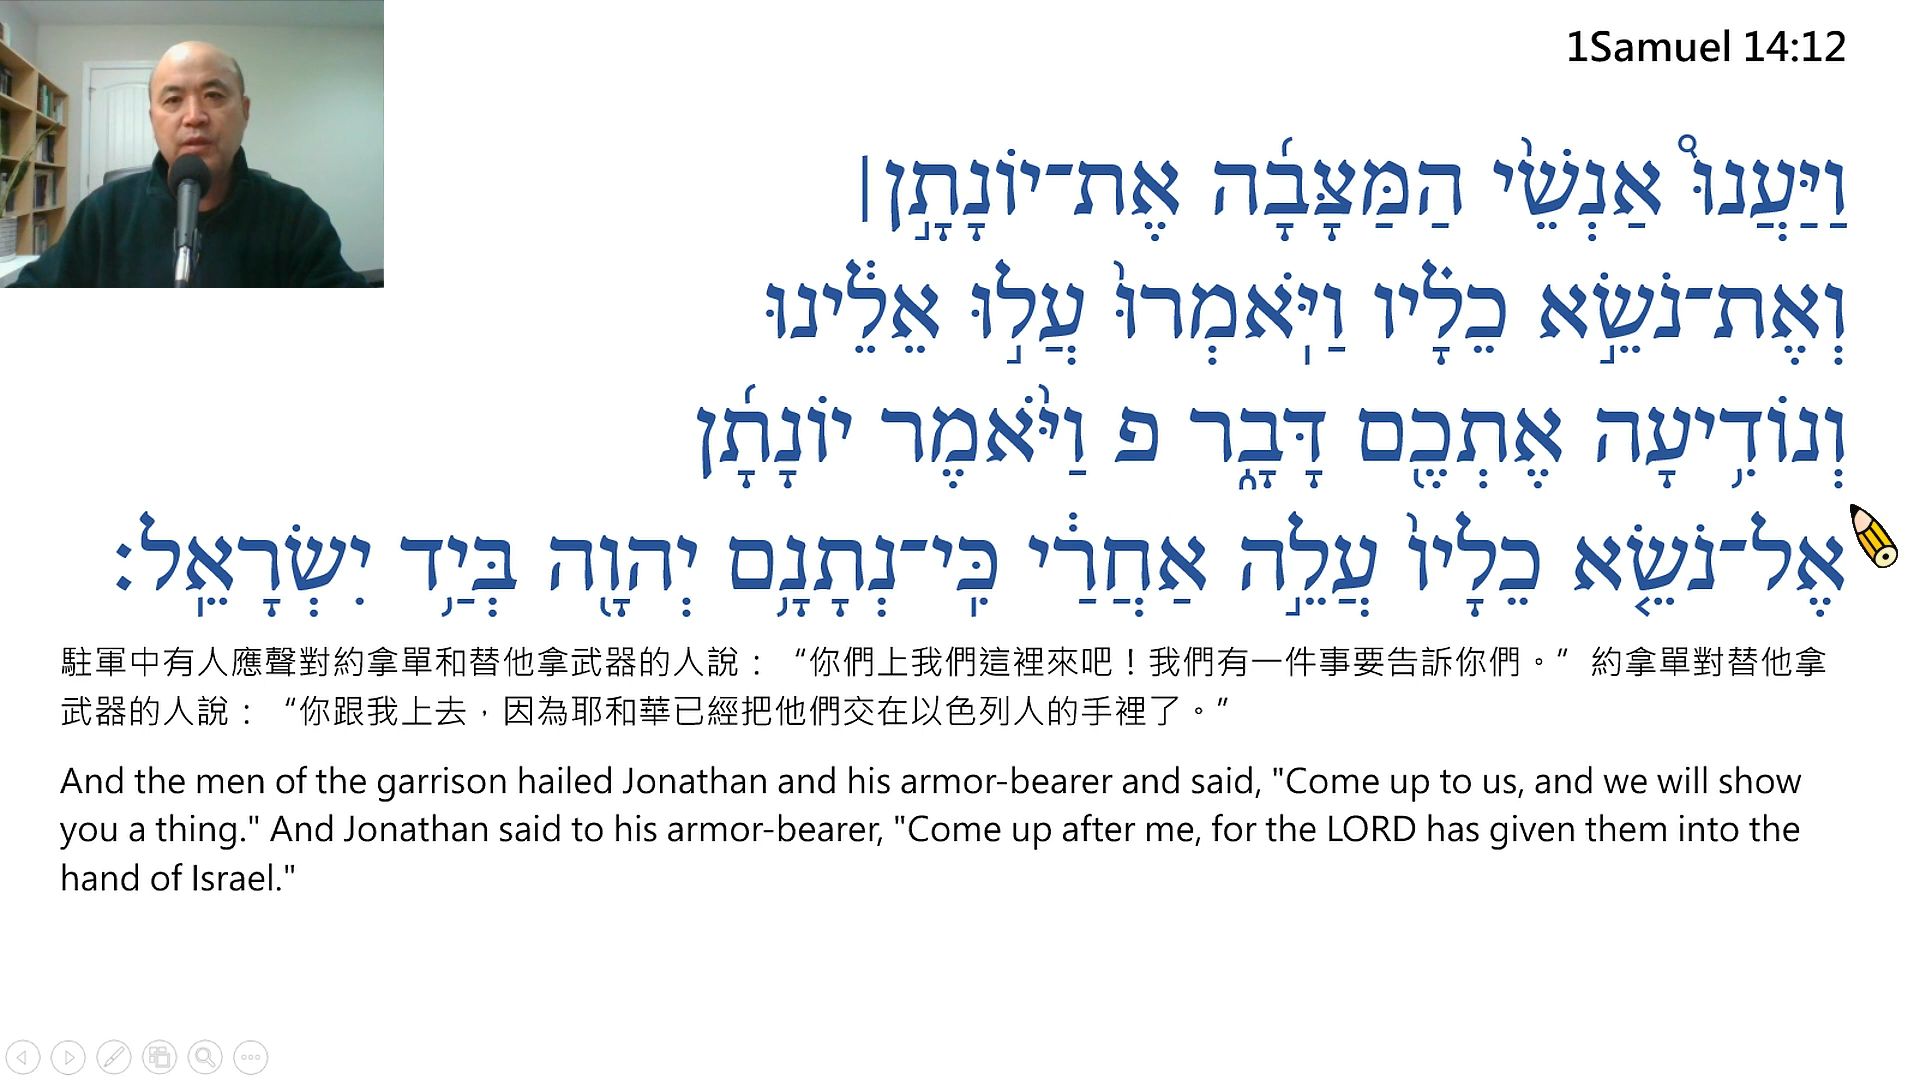 1Samuel 14:12
וַיַּעֲנוּ֩ אַנְשֵׁ֨י הַמַּצָּבָ֜ה אֶת־יוֹנָתָ֣ן׀
וְאֶת־נֹשֵׂ֣א כֵלָ֗יו וַיֹּֽאמְרוּ֙ עֲל֣וּ אֵלֵ֔ינוּ
וְנוֹדִ֥יעָה אֶתְכֶ֖ם דָּבָ֑ר פ וַיֹּ֨אמֶר יוֹנָתָ֜ן
אֶל־נֹשֵׂ֤א כֵלָיו֙ עֲלֵ֣ה אַחֲרַ֔י כִּֽי־נְתָנָ֥ם יְהוָ֖ה בְּיַ֥ד יִשְׂרָאֵֽל׃
駐軍中有人應聲對約拿單和替他拿武器的人說：“你們上我們這裡來吧！我們有一件事要告訴你們。” 約拿單對替他拿
武器的人說：“你跟我上去，因為耶和華已經把他們交在以色列人的手裡了。”
And the men of the garrison hailed Jonathan and his armor-bearer and said, "Come up to us, and we will show
you a thing." And Jonathan said to his armor-bearer, "Come up after me, for the LORD has given them into the
hand of Israel."